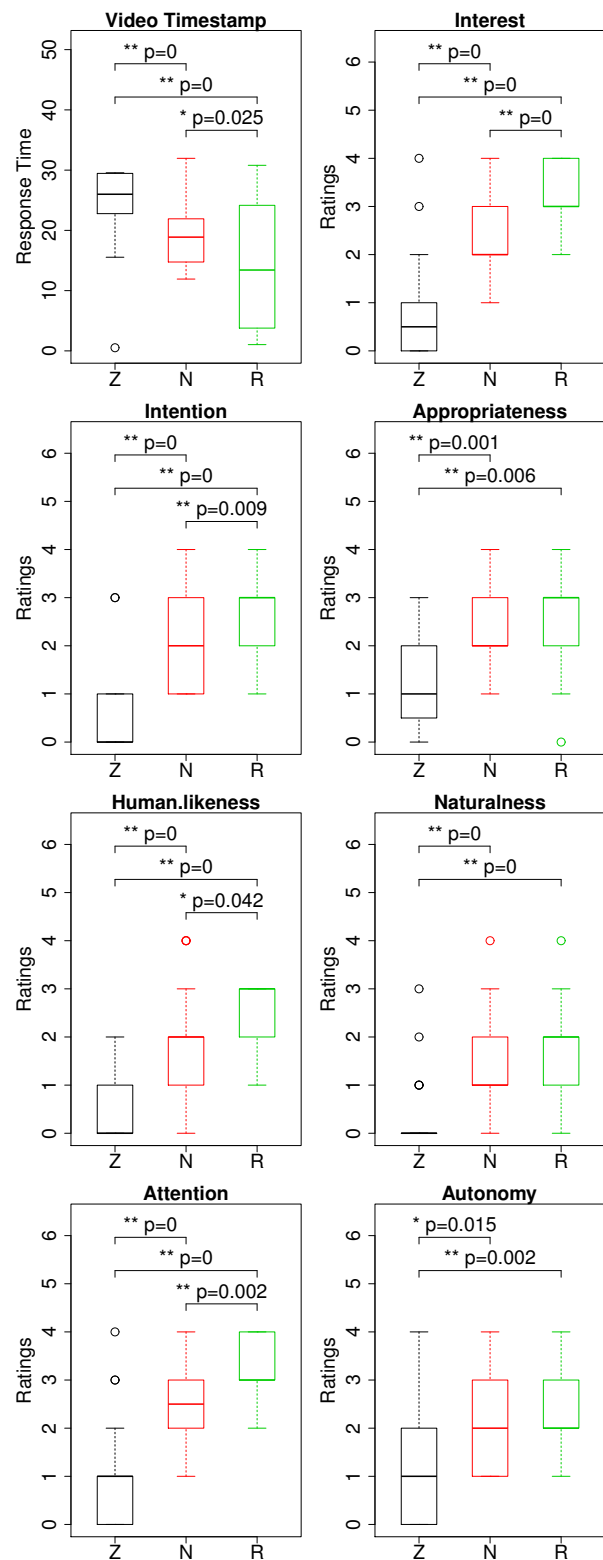 Video Timestamp
Response Time
50
40
30
20
10
0
** p=0
** p=0
* p=0.025
Z N R
Interest
Ratings
6
5
4
3
2
1
0
** p=0
** p=0
** p=0
Z N R
Intention
Ratings
6
5
4
3
2
1
0
** p=0
** p=0
** p=0.009
Z N R
Appropriateness
Ratings
6
5
4
3
2
1
0
** p=0.001
** p=0.006
Z N R
Human.likeness
Ratings
6
5
4
3
2
1
0
** p=0
** p=0
* p=0.042
Z N R
Naturalness
Ratings
6
5
4
3
2
1
0
** p=0
** p=0
Z N R
Attention
Ratings
6
5
4
3
2
1
0
** p=0
** p=0
** p=0.002
Z N R
Autonomy
Ratings
6
5
4
3
2
1
0
* p=0.015
** p=0.002
Z N R